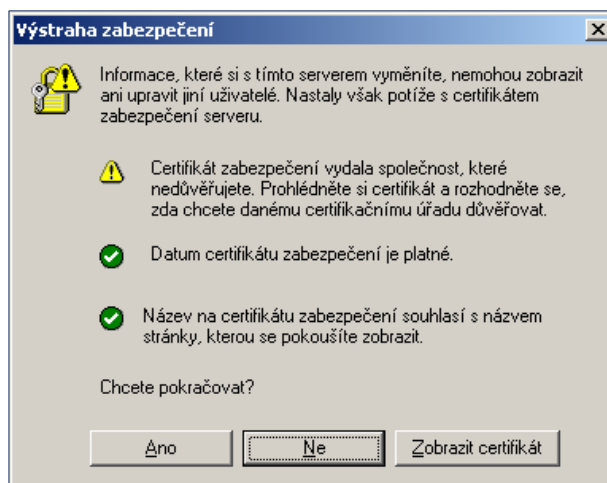 Výstraha zabezpečení
Informace, které si s tímto serverem vyměníte, nemohou zobrazit
ani upravit jiní uživatelé. Nastaly však potíže s certifikátem
zabezpečení serveru.
Certifikát zabezpečení vydala společnost, které
nedůvěřujete. Prohlédněte si certifikát a rozhodněte se,
zda chcete danému certifikačnímu úřadu důvěřovat.
Datum certifikátu zabezpečení je platné.
Název na certifikátu zabezpečení souhlasí s názvem
stránky, kterou se pokoušíte zobrazit.
Chcete pokračovat?
Ano Ne Zobrazit certifikát